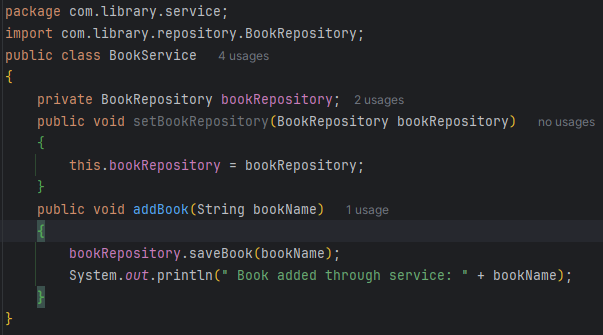 package com.library.service;
import com.library.repository.BookRepository;
public class BookService 4 usages
{
private BookRepository bookRepository; 2 usages
public void setBookRepository(BookRepository bookRepository) no usages
{
this.bookRepository = bookRepository;
}
public void addBook(String bookName) 1 usage
{
bookRepository.saveBook(bookName);
System.out.println(" Book added through service: " + bookName);
}
}